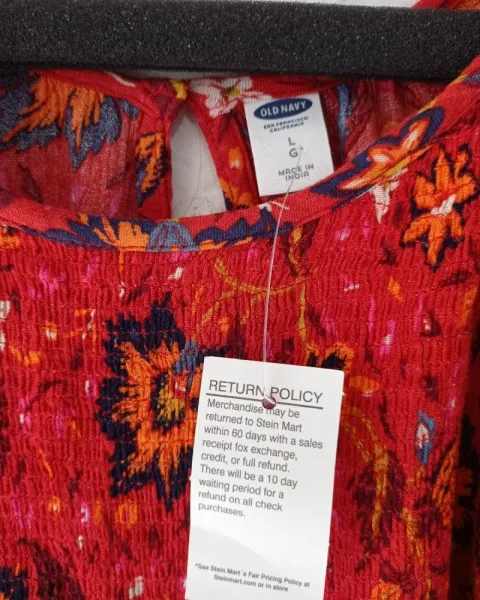 OLD NAVY
SAN FRANCISCO
CALIFORNIA
L
G
MADE IN
INDIA
RETURN POLICY
Merchandise may be
returned to Stein Mart
within 60 days with a sales
receipt fox exchange,
credit, or full refund.
There will be a 10 day
waiting period for a
refund on all check
purchases.
*See Stein Mart`s Fair Pricing Policy at
Steinmart.com or in store